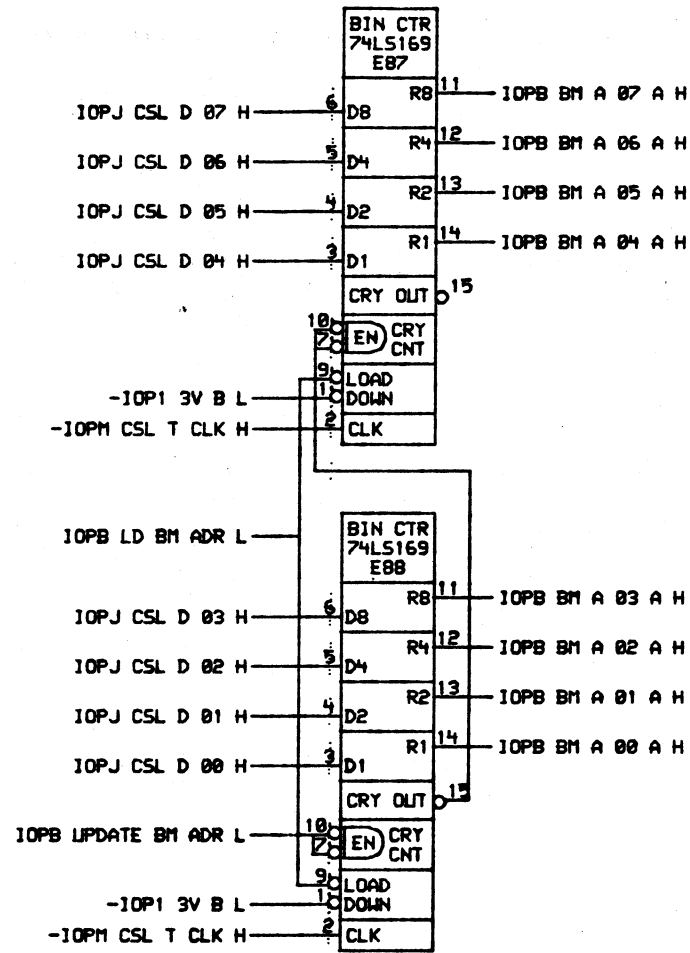 BIN CTR
74LS169
E87
R8 11 IOPB BM A 07 A H
IOPJ CSL D 07 H 6 D8
R4 12 IOPB BM A 06 A H
IOPJ CSL D 06 H 5 D4
R2 13 IOPB BM A 05 A H
IOPJ CSL D 05 H 4 D2
R1 14 IOPB BM A 04 A H
IOPJ CSL D 04 H 3 D1
CRY OUT 15
10 EN CRY
7 CNT
9 LOAD
-IOP1 3V B L 1 DOWN
-IOPM CSL T CLK H 2 CLK
IOPB LD BM ADR L
BIN CTR
74LS169
E88
R8 11 IOPB BM A 03 A H
IOPJ CSL D 03 H 6 D8
R4 12 IOPB BM A 02 A H
IOPJ CSL D 02 H 5 D4
R2 13 IOPB BM A 01 A H
IOPJ CSL D 01 H 4 D2
R1 14 IOPB BM A 00 A H
IOPJ CSL D 00 H 3 D1
CRY OUT 15
IOPB UPDATE BM ADR L 10 EN CRY
7 CNT
9 LOAD
-IOP1 3V B L 1 DOWN
-IOPM CSL T CLK H 2 CLK